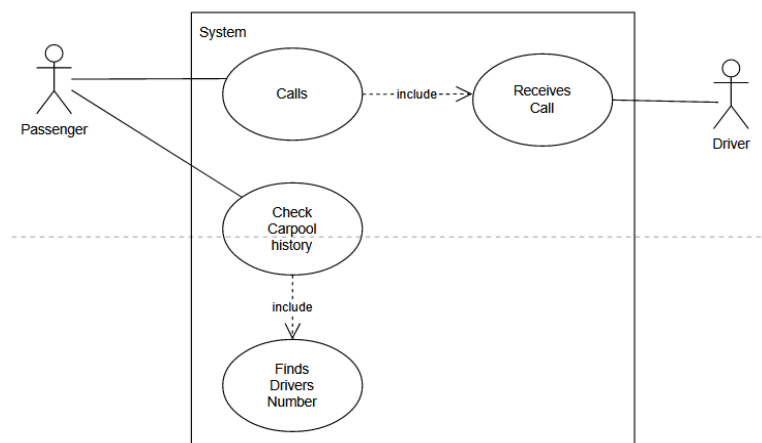 System
Calls
include
Receives
Call
Passenger
Driver
Check
Carpool
history
include
Finds
Drivers
Number